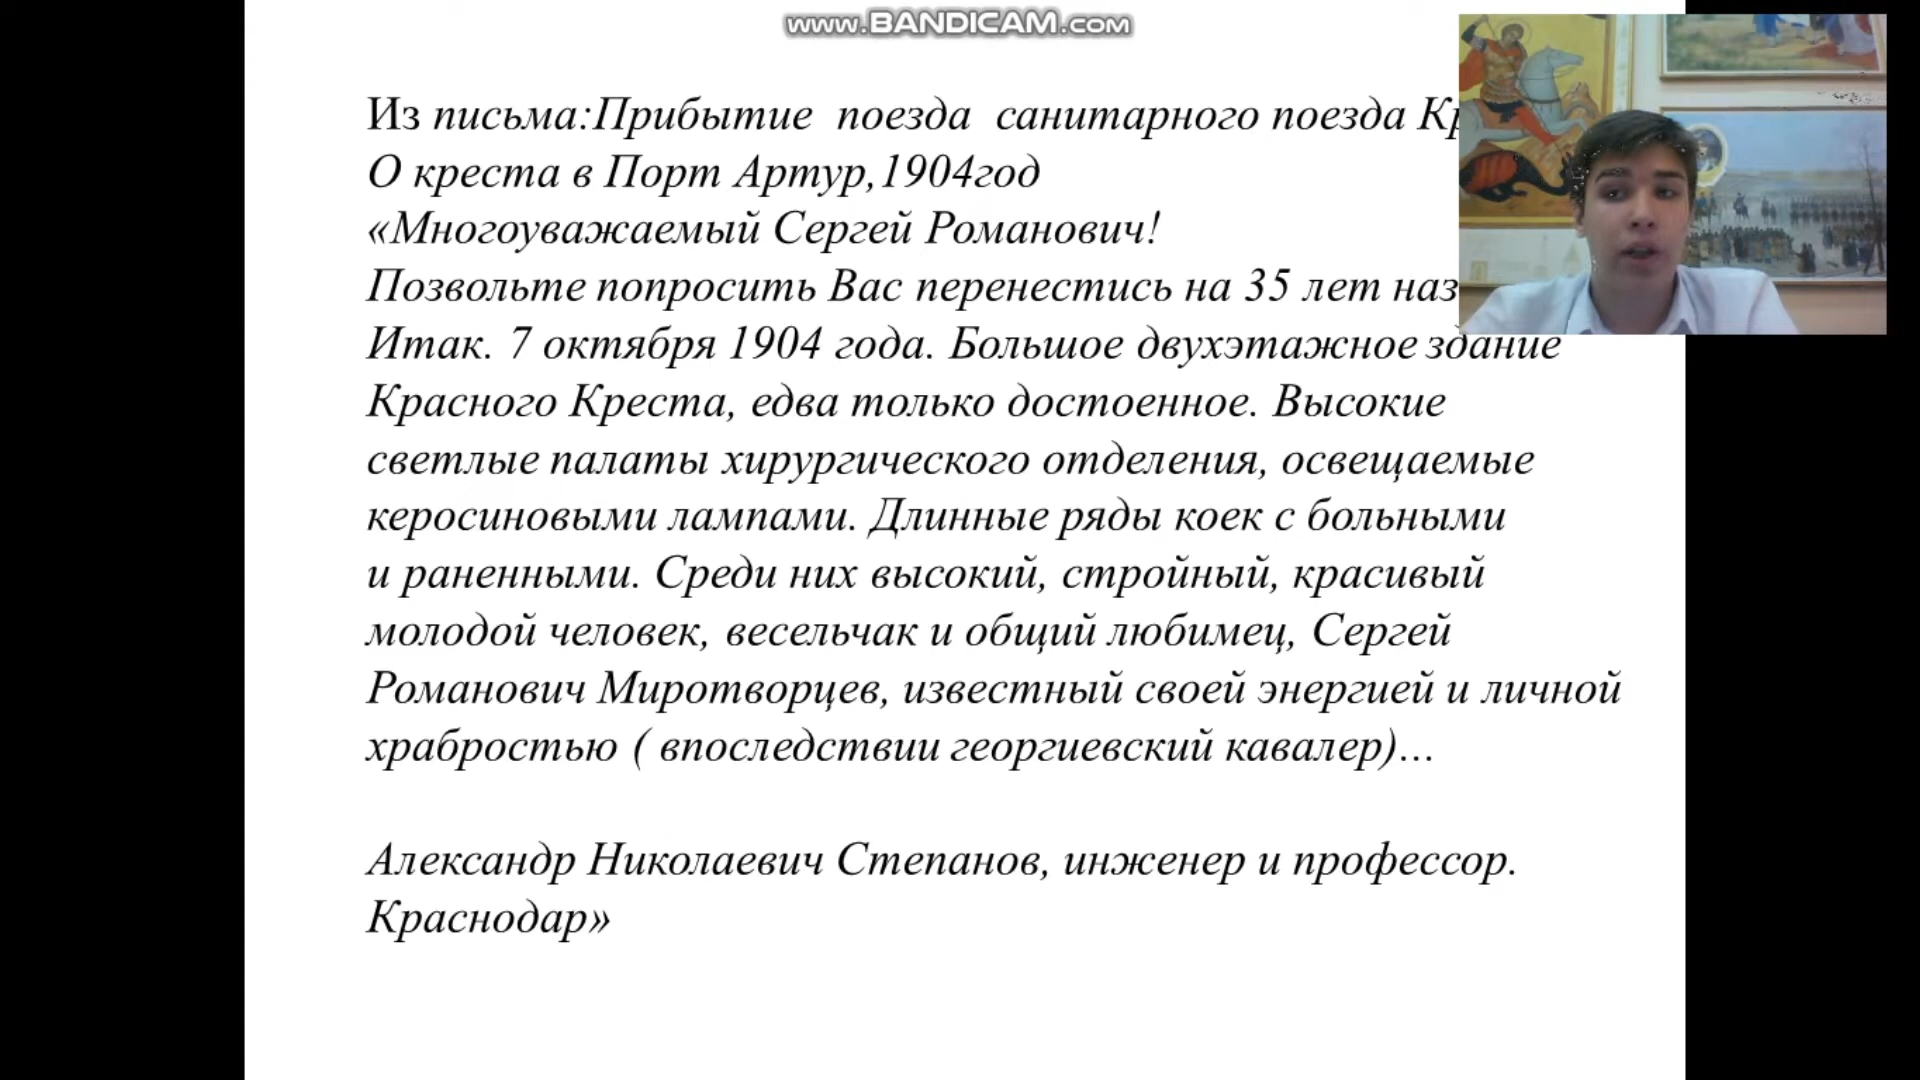 www.BANDICAM.com
Из письма:Прибытие поезда санитарного поезда
О креста в Порт Артур,1904год
«Многоуважаемый Сергей Романович!
Позвольте попросить Вас перенестись на 35 лет
Итак. 7 октября 1904 года. Большое двухэтажное здание
Красного Креста, едва только достоенное. Высокие
светлые палаты хирургического отделения, освещаемые
керосиновыми лампами. Длинные ряды коек с больными
и раненными. Среди них высокий, стройный, красивый
молодой человек, весельчак и общий любимец, Сергей
Романович Миротворцев, известный своей энергией и личной
храбростью ( впоследствии георгиевский кавалер)...
Александр Николаевич Степанов, инженер и профессор.
Краснодар»